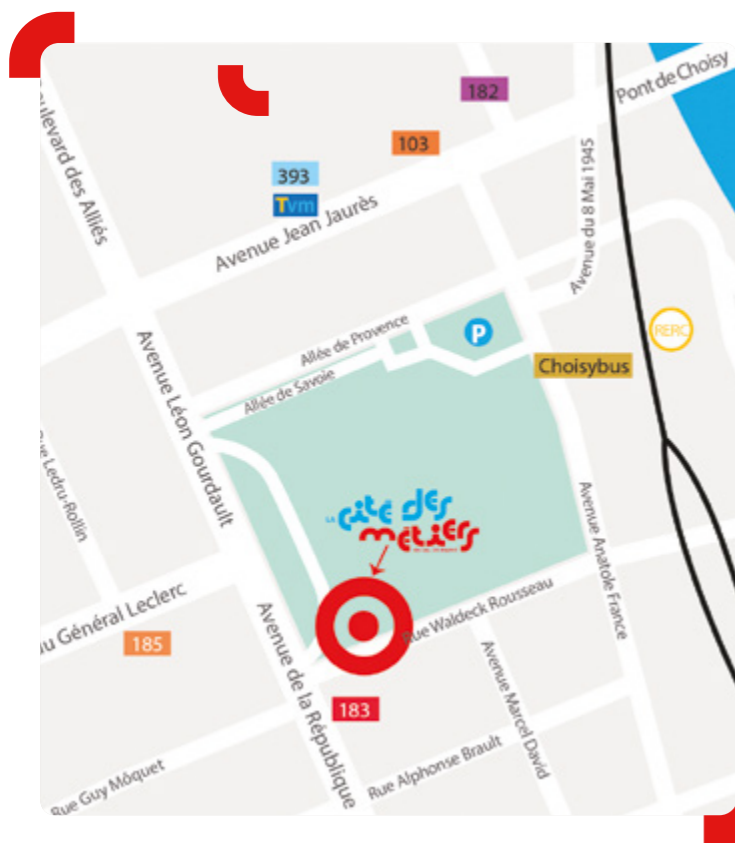 182
Pont de Choisy
103
oulevard des Alliés
393
Tvm
Avenue Jean Jaurès
Avenue du 8 Mai 1945
RERC
Allée de Provence
P
Choisybus
Allée de Savoie
Avenue Léon Gourdault
Rue Ledru-Rollin
LA
cité des
métiers
Avenue Anatole France
u Général Leclerc
185
Rue Waldeck Rousseau
Avenue de la République
183
Avenue Marcel David
Rue Guy Môquet
Rue Alphonse Brault